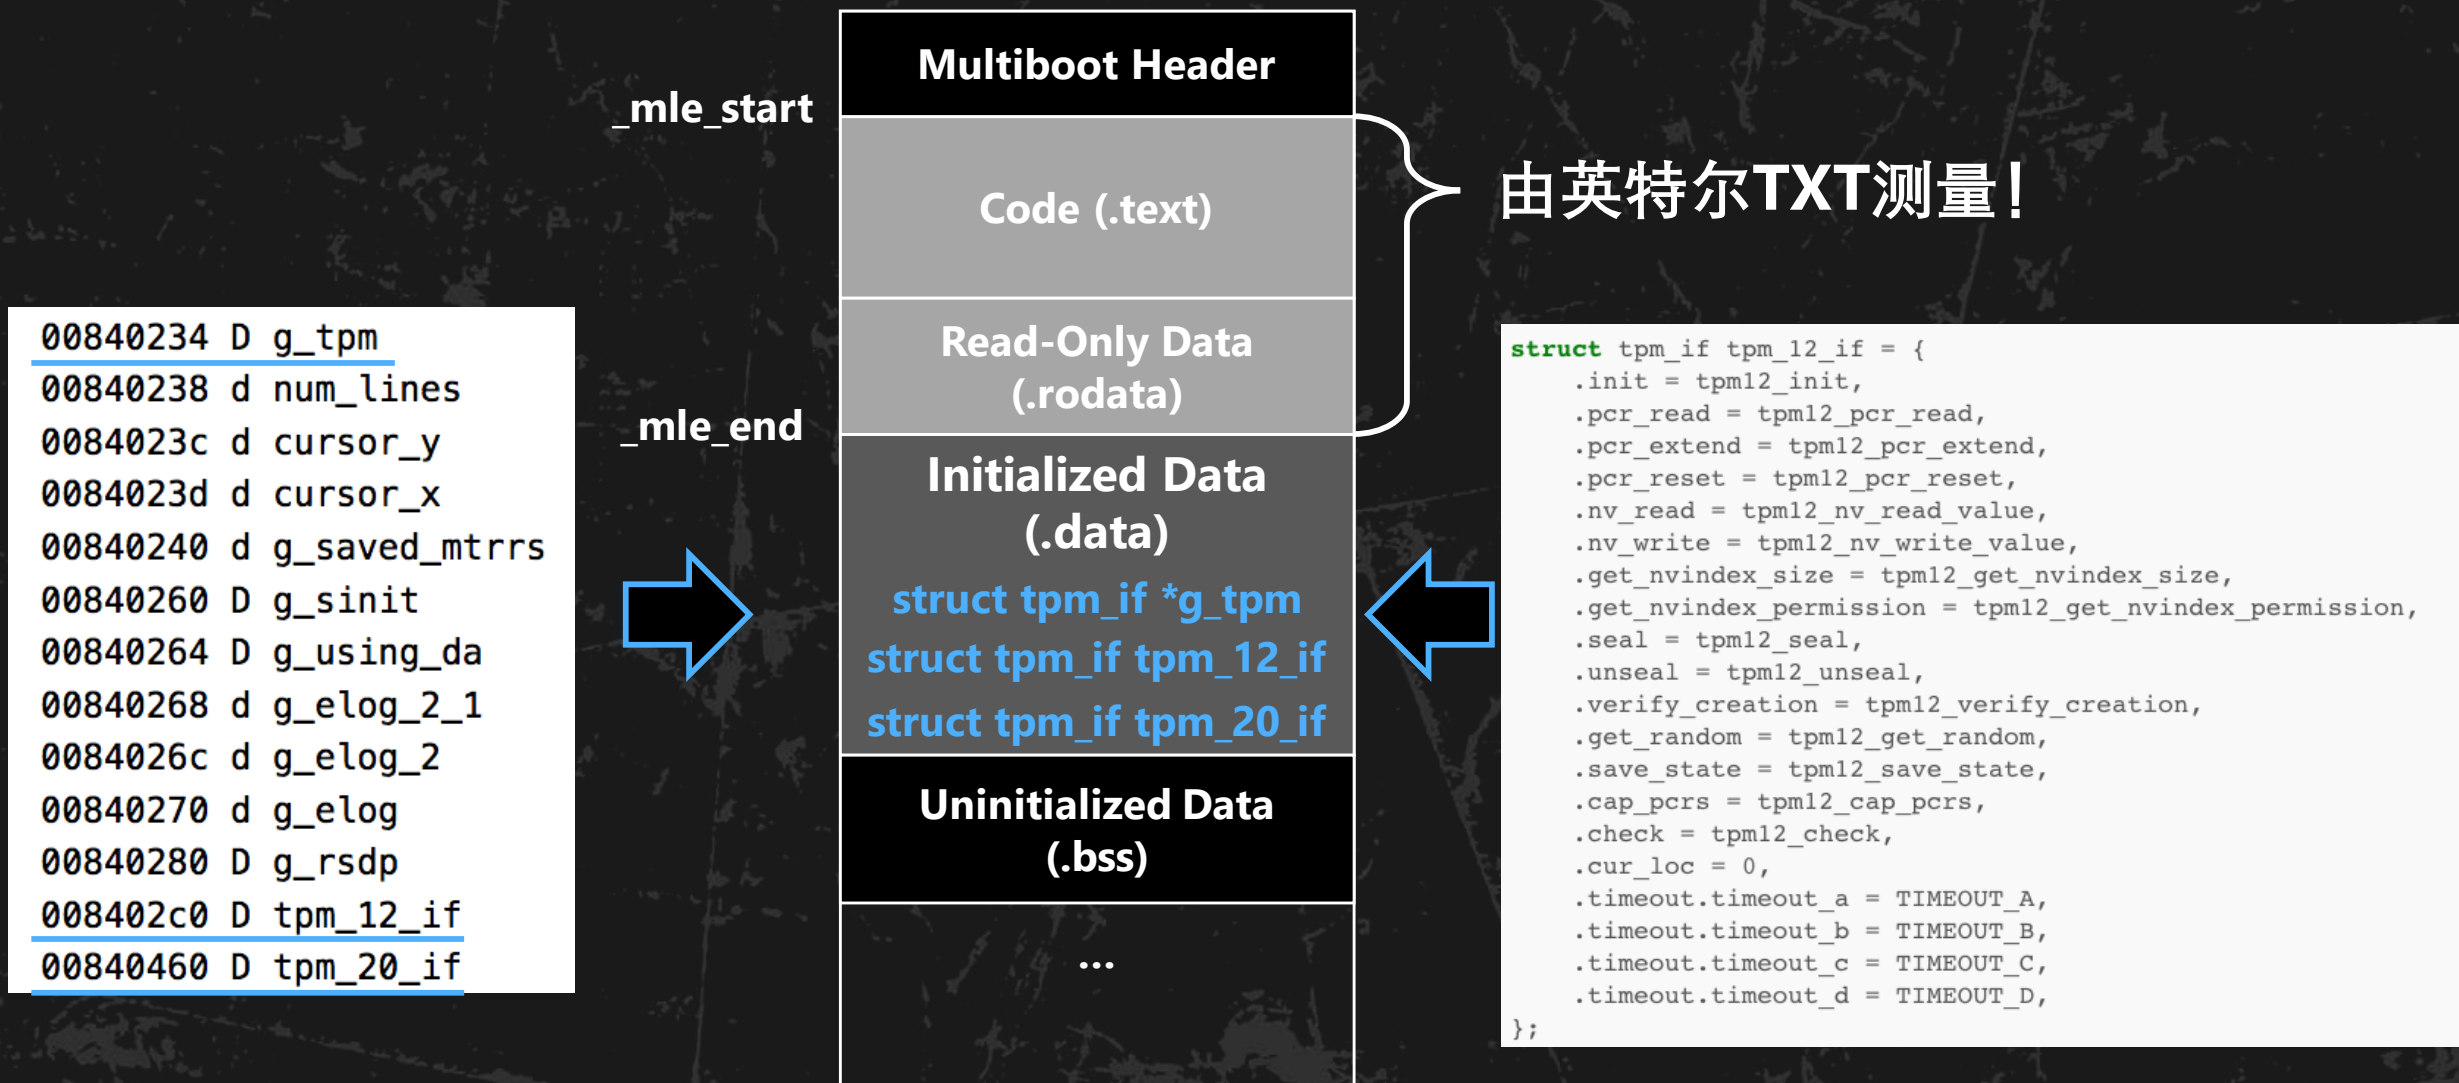 Multiboot Header
_mle_start
Code (.text)
由英特尔TXT测量！
Read-Only Data
(.rodata)
_mle_end
Initialized Data
(.data)
struct tpm_if *g_tpm
struct tpm_if tpm_12_if
struct tpm_if tpm_20_if
Uninitialized Data
(.bss)
...
00840234 D g_tpm
00840238 d num_lines
0084023c d cursor_y
0084023d d cursor_x
00840240 d g_saved_mtrrs
00840260 D g_sinit
00840264 D g_using_da
00840268 d g_elog_2_1
0084026c d g_elog_2
00840270 d g_elog
00840280 D g_rsdp
008402c0 D tpm_12_if
00840460 D tpm_20_if
struct tpm_if tpm_12_if = {
.init = tpm12_init,
.pcr_read = tpm12_pcr_read,
.pcr_extend = tpm12_pcr_extend,
.pcr_reset = tpm12_pcr_reset,
.nv_read = tpm12_nv_read_value,
.nv_write = tpm12_nv_write_value,
.get_nvindex_size = tpm12_get_nvindex_size,
.get_nvindex_permission = tpm12_get_nvindex_permission,
.seal = tpm12_seal,
.unseal = tpm12_unseal,
.verify_creation = tpm12_verify_creation,
.get_random = tpm12_get_random,
.save_state = tpm12_save_state,
.cap_pcrs = tpm12_cap_pcrs,
.check = tpm12_check,
.cur_loc = 0,
.timeout.timeout_a = TIMEOUT_A,
.timeout.timeout_b = TIMEOUT_B,
.timeout.timeout_c = TIMEOUT_C,
.timeout.timeout_d = TIMEOUT_D,
};